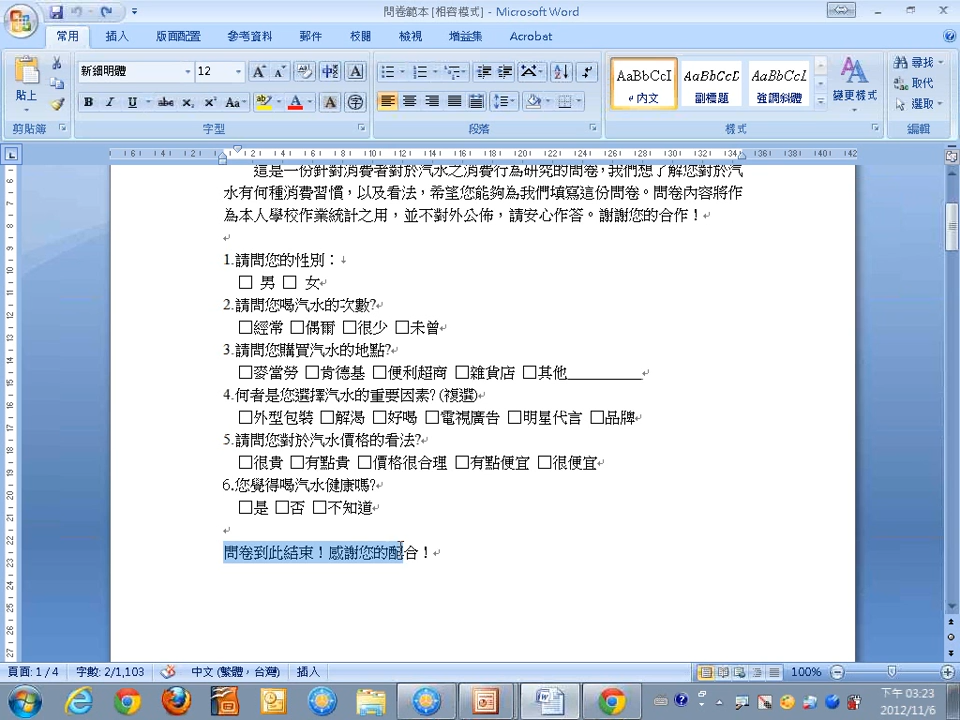 問卷範本 [相容模式] - Microsoft Word
常用 插入 版面配置 參考資料 郵件 校閱 檢視 增益集 Acrobat
新細明體 12
貼上
B I U abc x₂ x² Aa ab A A 字
AaBbCcI AaBbCcD AaBbCcL
↵內文 副標題 強調斜體
變更樣式
尋找
取代
選取
剪貼簿 字型 段落 樣式 編輯
這是一份針對消費者對於汽水之消費行為研究的問卷,我們想了解您對於汽
水有何種消費習慣，以及看法，希望您能夠為我們填寫這份問卷。問卷內容將作
為本人學校作業統計之用，並不對外公佈，請安心作答。謝謝您的合作！
1.請問您的性別：
□ 男 □ 女
2.請問您喝汽水的次數?
□經常 □偶爾 □很少 □未曾
3.請問您購買汽水的地點?
□麥當勞 □肯德基 □便利超商 □雜貨店 □其他__________
4.何者是您選擇汽水的重要因素? (複選)
□外型包裝 □解渴 □好喝 □電視廣告 □明星代言 □品牌
5.請問您對於汽水價格的看法?
□很貴 □有點貴 □價格很合理 □有點便宜 □很便宜
6.您覺得喝汽水健康嗎?
□是 □否 □不知道
問卷到此結束！感謝您的配合！
頁面: 1 / 4 字數: 2/1,103 中文 (繁體，台灣) 插入 100%
下午 03:23
2012/11/6